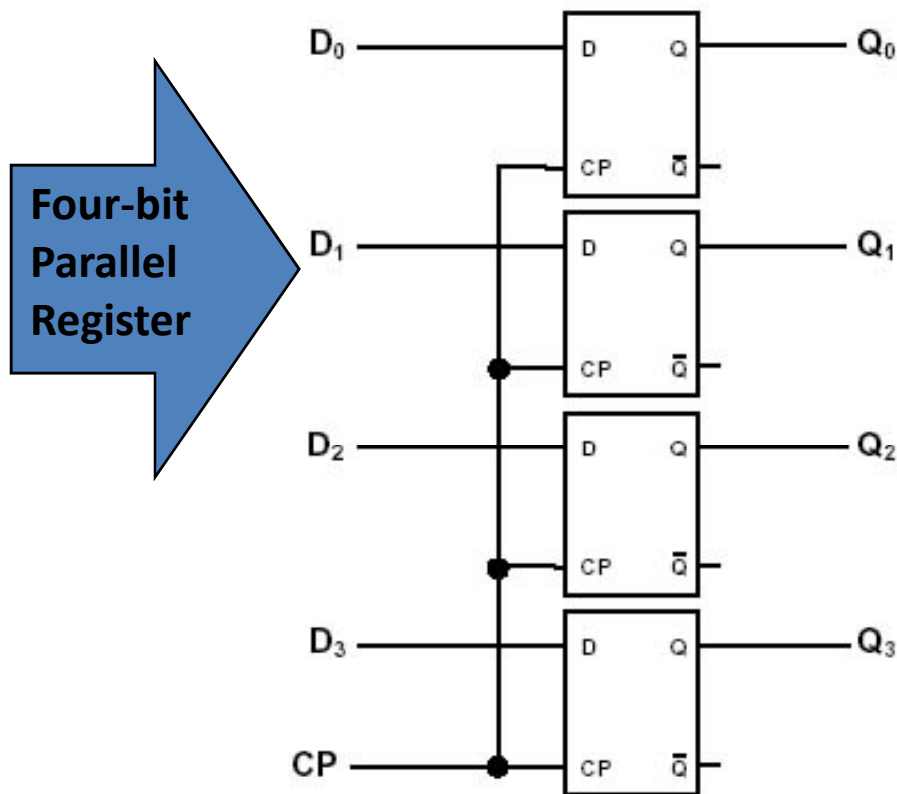 D₀ D Q Q₀
CP Q̅
Four-bit
Parallel
Register
D₁ D Q Q₁
CP Q̅
D₂ D Q Q₂
CP Q̅
D₃ D Q Q₃
CP CP Q̅